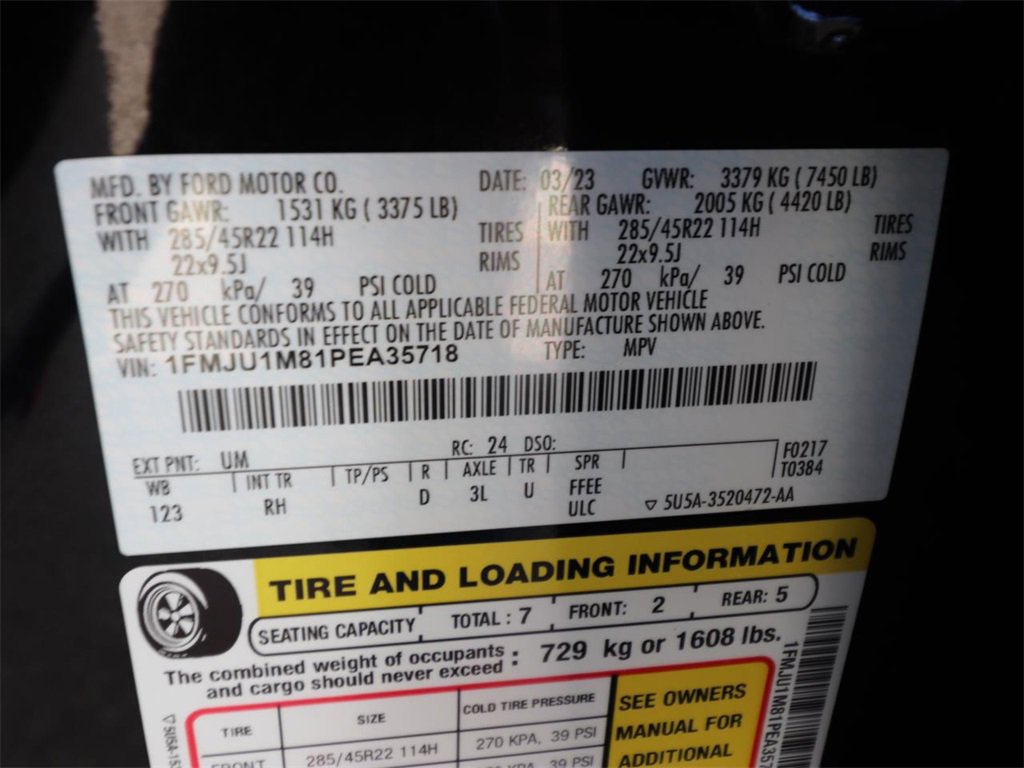 MFD. BY FORD MOTOR CO. DATE: 03/23 GVWR: 3379 KG ( 7450 LB)
FRONT GAWR: 1531 KG ( 3375 LB) REAR GAWR: 2005 KG ( 4420 LB)
WITH 285/45R22 114H TIRES WITH 285/45R22 114H TIRES
22x9.5J RIMS 22x9.5J RIMS
AT 270 kPa/ 39 PSI COLD AT 270 kPa/ 39 PSI COLD
THIS VEHICLE CONFORMS TO ALL APPLICABLE FEDERAL MOTOR VEHICLE
SAFETY STANDARDS IN EFFECT ON THE DATE OF MANUFACTURE SHOWN ABOVE.
VIN: 1FMJU1M81PEA35718 TYPE: MPV
EXT PNT: UM RC: 24 DSO: F0217
WB INT TR TP/PS R AXLE TR SPR T0384
123 RH D 3L U FFEE
ULC 5U5A-3520472-AA
TIRE AND LOADING INFORMATION
SEATING CAPACITY TOTAL : 7 FRONT: 2 REAR: 5
The combined weight of occupants and cargo should never exceed : 729 kg or 1608 lbs.
TIRE SIZE COLD TIRE PRESSURE
FRONT 285/45R22 114H 270 KPA, 39 PSI
39 PSI
SEE OWNERS
MANUAL FOR
ADDITIONAL
1FMJU1M81PEA357